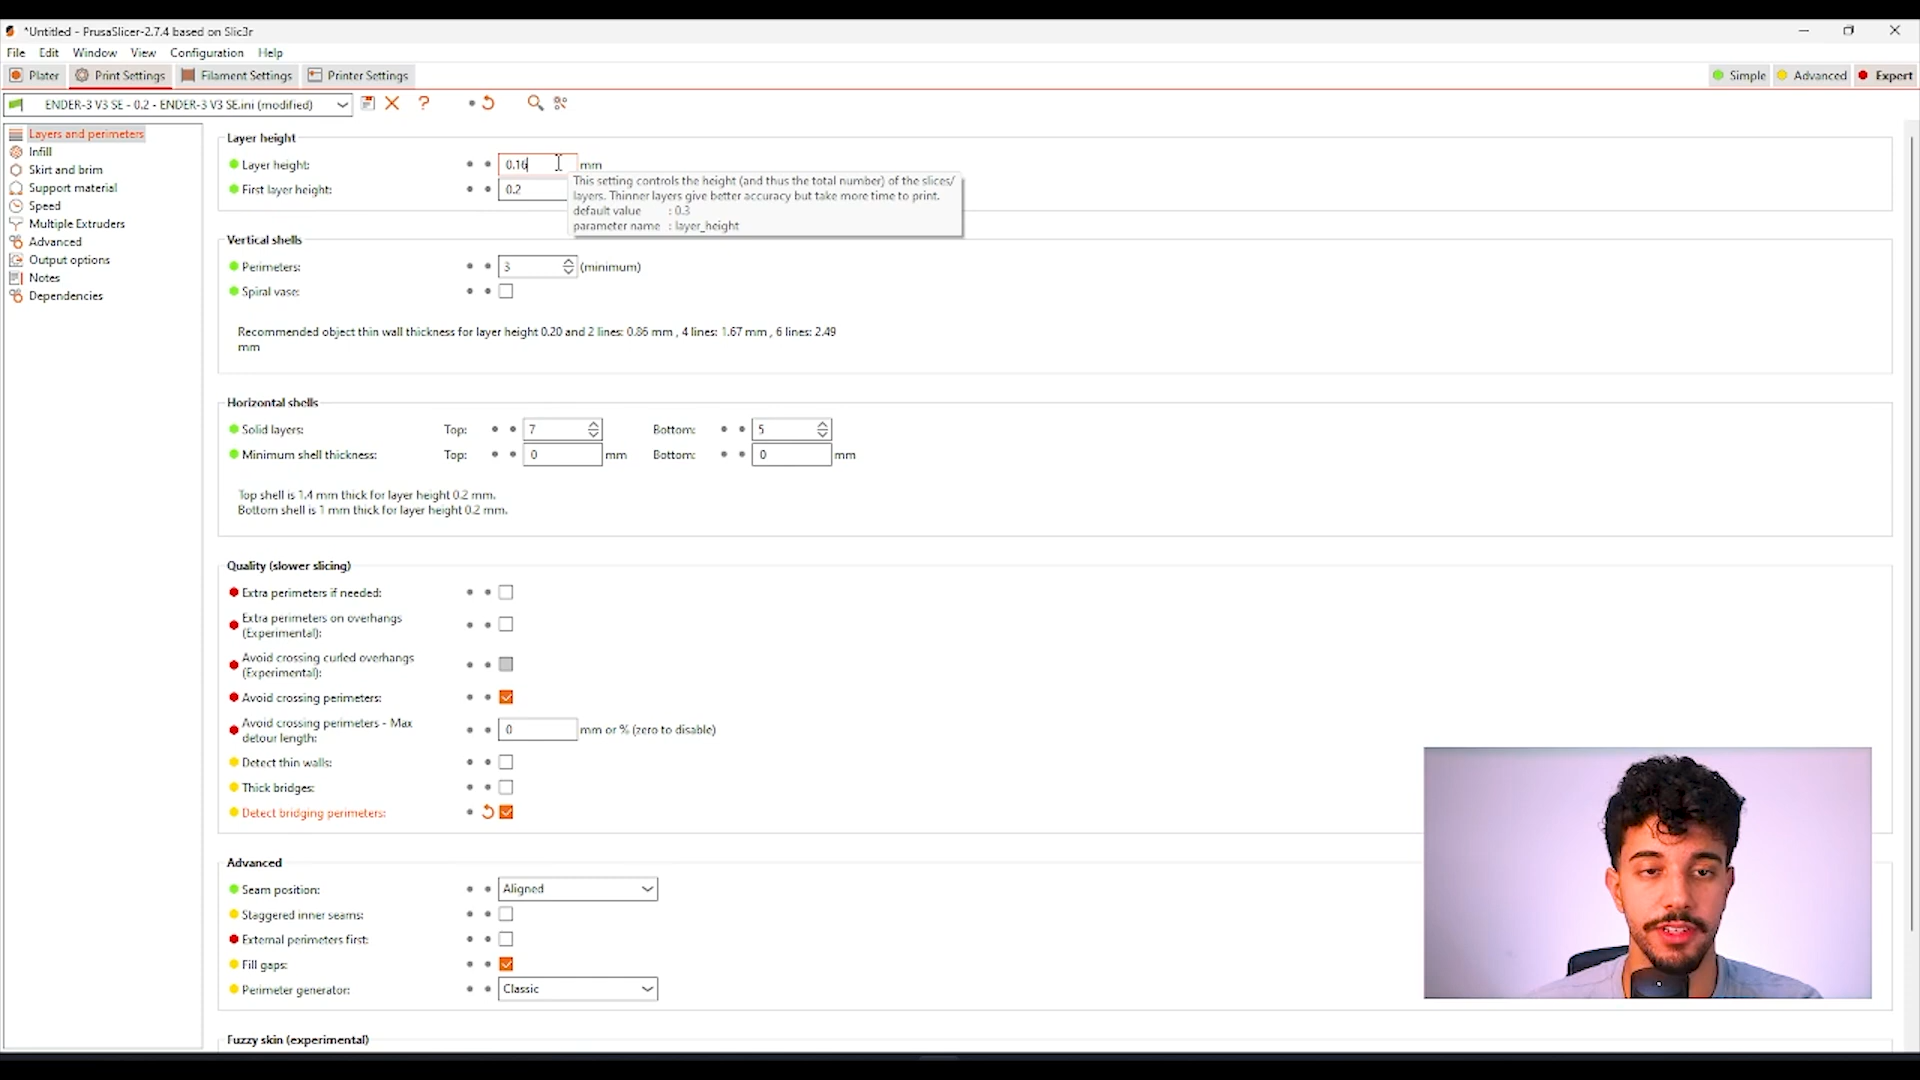 *Untitled - PrusaSlicer-2.7.4 based on Slic3r
File Edit Window View Configuration Help
Plater Print Settings Filament Settings Printer Settings Simple Advanced Expert
ENDER-3 V3 SE - 0.2 - ENDER-3 V3 SE.ini (modified) ?
Layers and perimeters
Infill
Skirt and brim
Support material
Speed
Multiple Extruders
Advanced
Output options
Notes
Dependencies
Layer height
Layer height: 0.16 mm
First layer height: 0.2
This setting controls the height (and thus the total number) of the slices/
layers. Thinner layers give better accuracy but take more time to print.
default value : 0.3
parameter name : layer_height
Vertical shells
Perimeters: 3 (minimum)
Spiral vase:
Recommended object thin wall thickness for layer height 0.20 and 2 lines: 0.86 mm , 4 lines: 1.67 mm , 6 lines: 2.49
mm
Horizontal shells
Solid layers: Top: 7 Bottom: 5
Minimum shell thickness: Top: 0 mm Bottom: 0 mm
Top shell is 1.4 mm thick for layer height 0.2 mm.
Bottom shell is 1 mm thick for layer height 0.2 mm.
Quality (slower slicing)
Extra perimeters if needed:
Extra perimeters on overhangs
(Experimental):
Avoid crossing curled overhangs
(Experimental):
Avoid crossing perimeters:
Avoid crossing perimeters - Max
detour length: 0 mm or % (zero to disable)
Detect thin walls:
Thick bridges:
Detect bridging perimeters:
Advanced
Seam position: Aligned
Staggered inner seams:
External perimeters first:
Fill gaps:
Perimeter generator: Classic
Fuzzy skin (experimental)